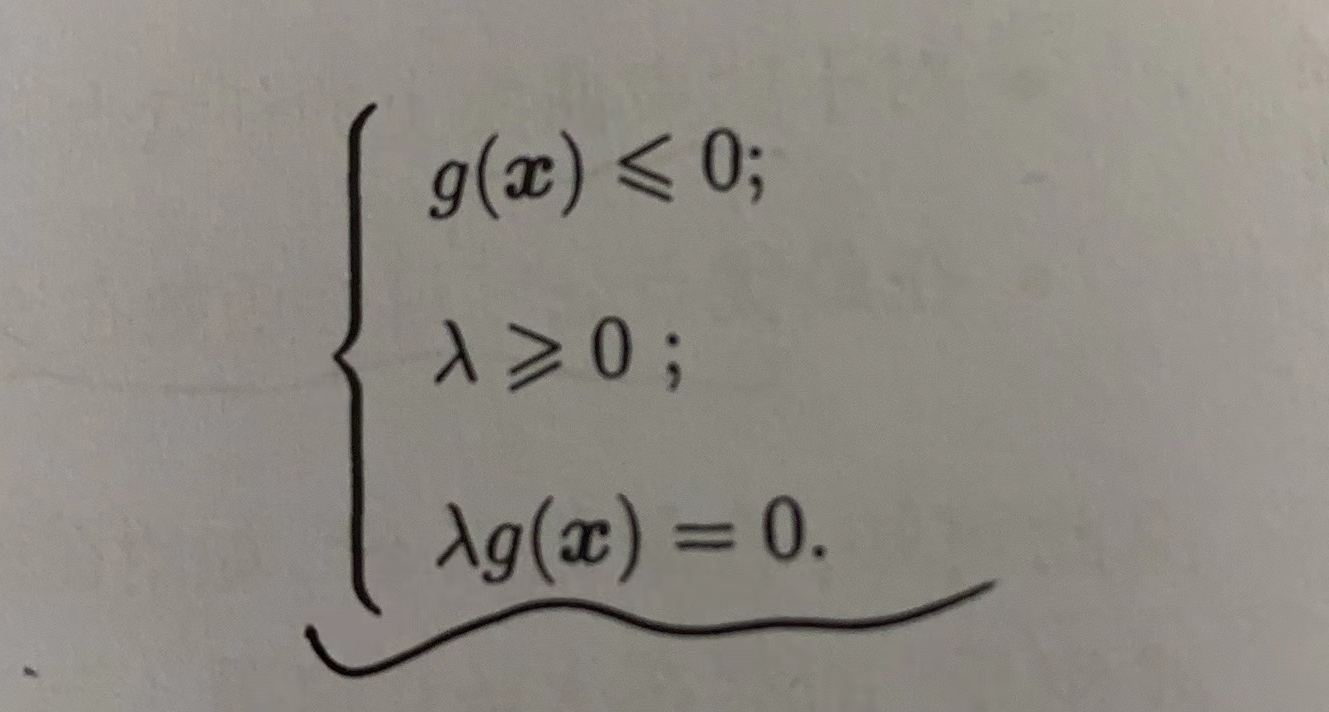 g(x) ⩽ 0;
λ ⩾ 0 ;
λg(x) = 0.